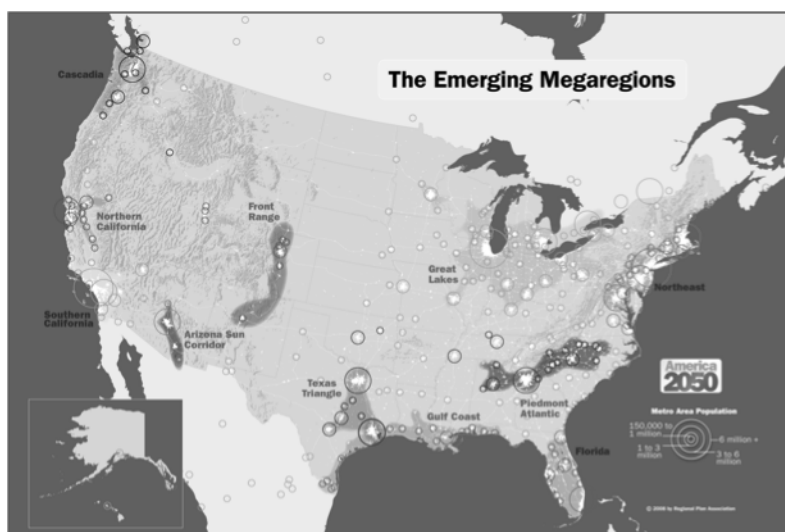 The Emerging Megaregions
Cascadia
Northern
California
Front
Range
Great
Lakes
Northeast
Southern
California
Arizona Sun
Corridor
Texas
Triangle
Gulf Coast
Piedmont
Atlantic
Florida
America
2050
Metro Area Population
150,000 to
1 million
1 to 3
million
6 million +
3 to 6
million
© 2008 by Regional Plan Association